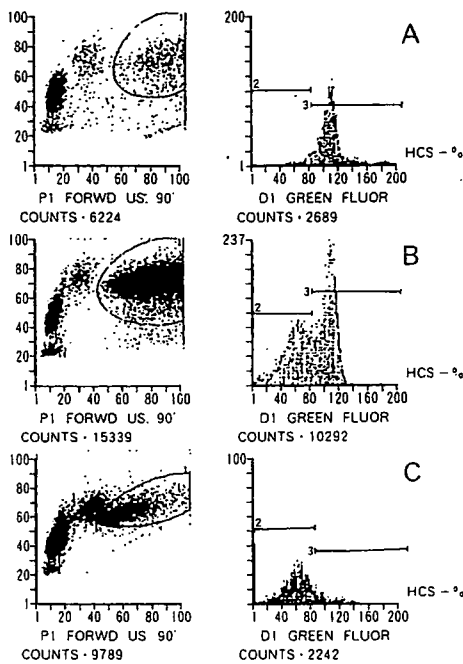 100
80
60
40
20
1
1 20 40 60 80 100
P1 FORWD US. 90°
COUNTS · 6224
200
A
2
3
HCS - %
1
1 40 80 120 160 200
D1 GREEN FLUOR
COUNTS · 2689
100
80
60
40
20
1
1 20 40 60 80 100
P1 FORWD US. 90°
COUNTS · 15339
237
B
2
3
HCS - %
1
1 40 80 120 160 200
D1 GREEN FLUOR
COUNTS · 10292
100
80
60
40
20
1
1 20 40 60 80 100
P1 FORWD US 90°
COUNTS · 9789
100
C
2
3
HCS - %
1
1 40 80 120 160 200
D1 GREEN FLUOR
COUNTS · 2242